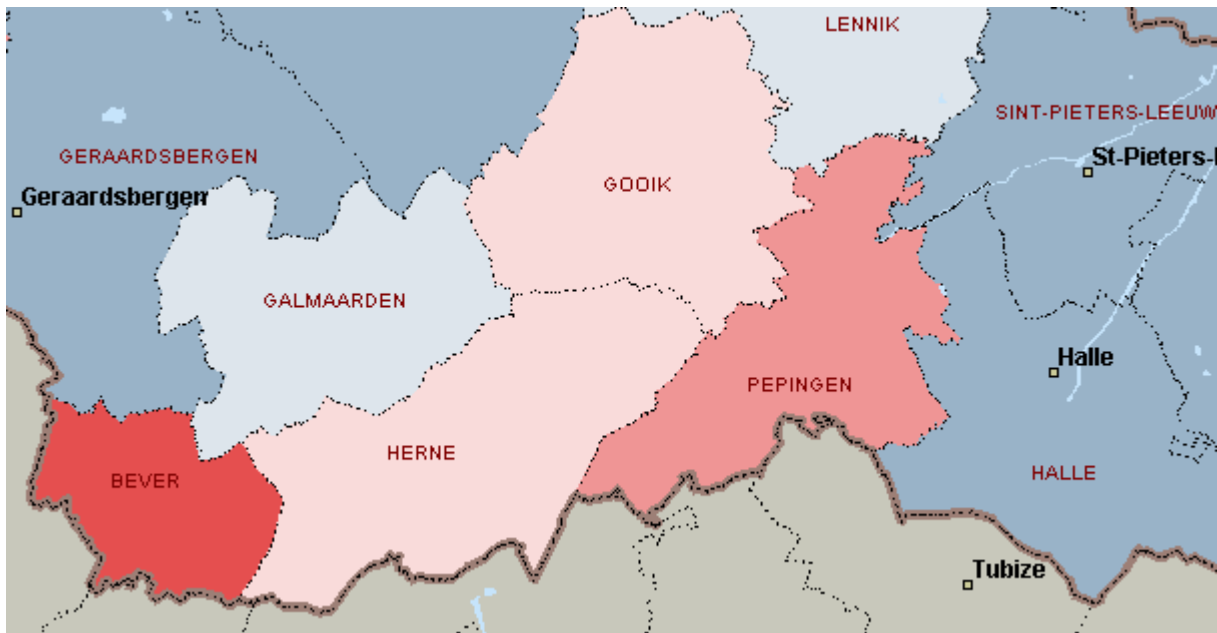 LENNIK
SINT-PIETERS-LEEUW
GERAARDSBERGEN
St-Pieters-
Geraardsbergen
GOOIK
GALMAARDEN
Halle
PEPINGEN
HERNE
BEVER
HALLE
Tubize